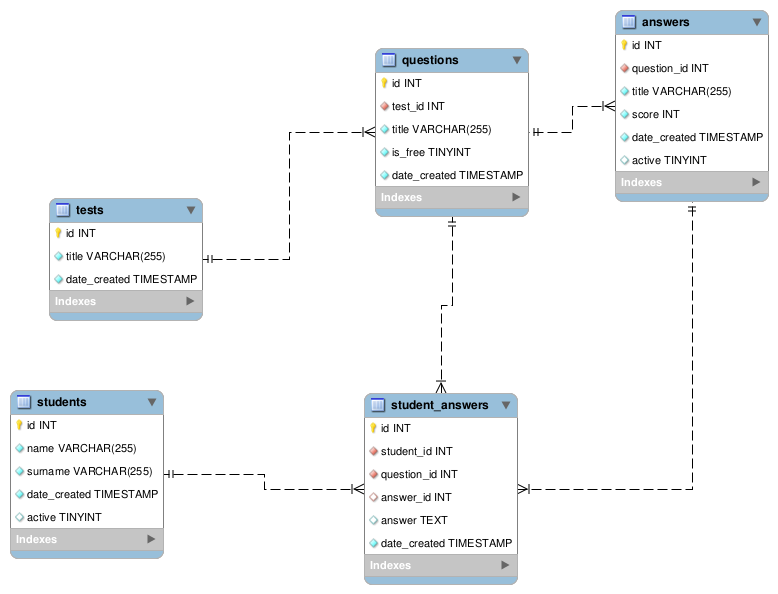 answers
id INT
question_id INT
title VARCHAR(255)
score INT
date_created TIMESTAMP
active TINYINT
Indexes
questions
id INT
test_id INT
title VARCHAR(255)
is_free TINYINT
date_created TIMESTAMP
Indexes
tests
id INT
title VARCHAR(255)
date_created TIMESTAMP
Indexes
students
id INT
name VARCHAR(255)
surname VARCHAR(255)
date_created TIMESTAMP
active TINYINT
Indexes
student_answers
id INT
student_id INT
question_id INT
answer_id INT
answer TEXT
date_created TIMESTAMP
Indexes